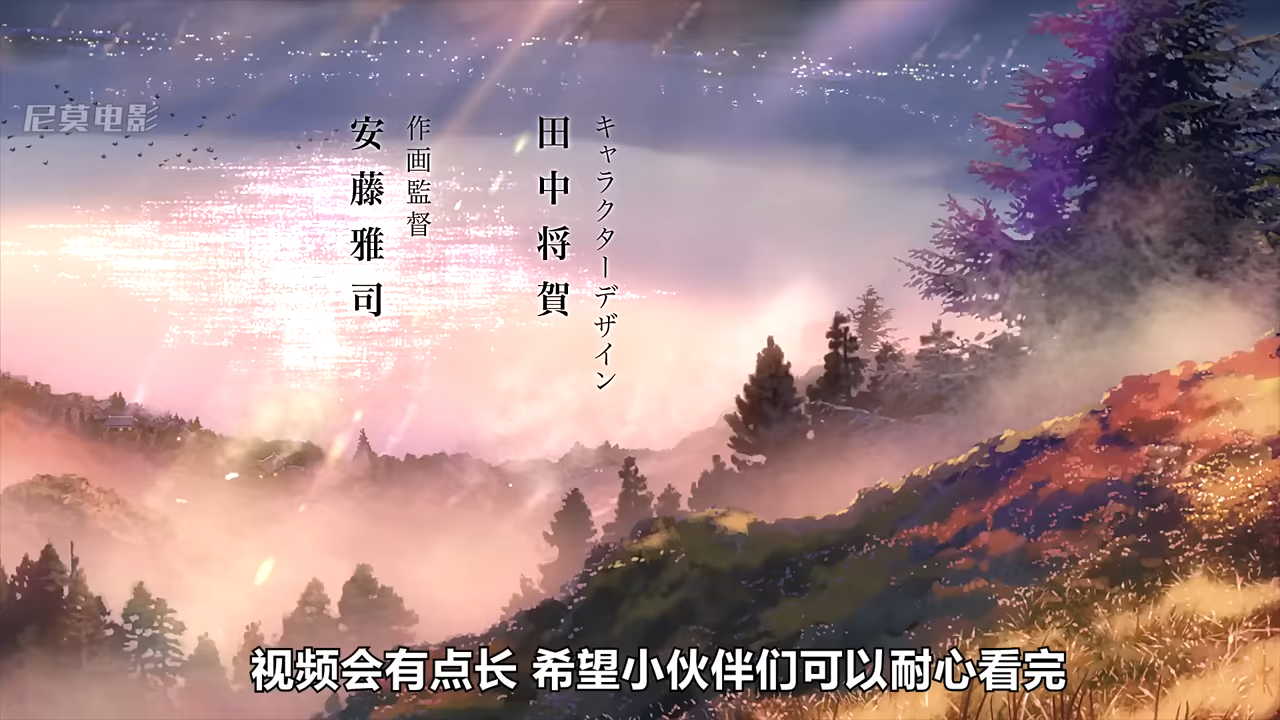 尼莫电影
キャラクターデザイン
田中将賀
作画監督
安藤雅司
视频会有点长 希望小伙伴们可以耐心看完